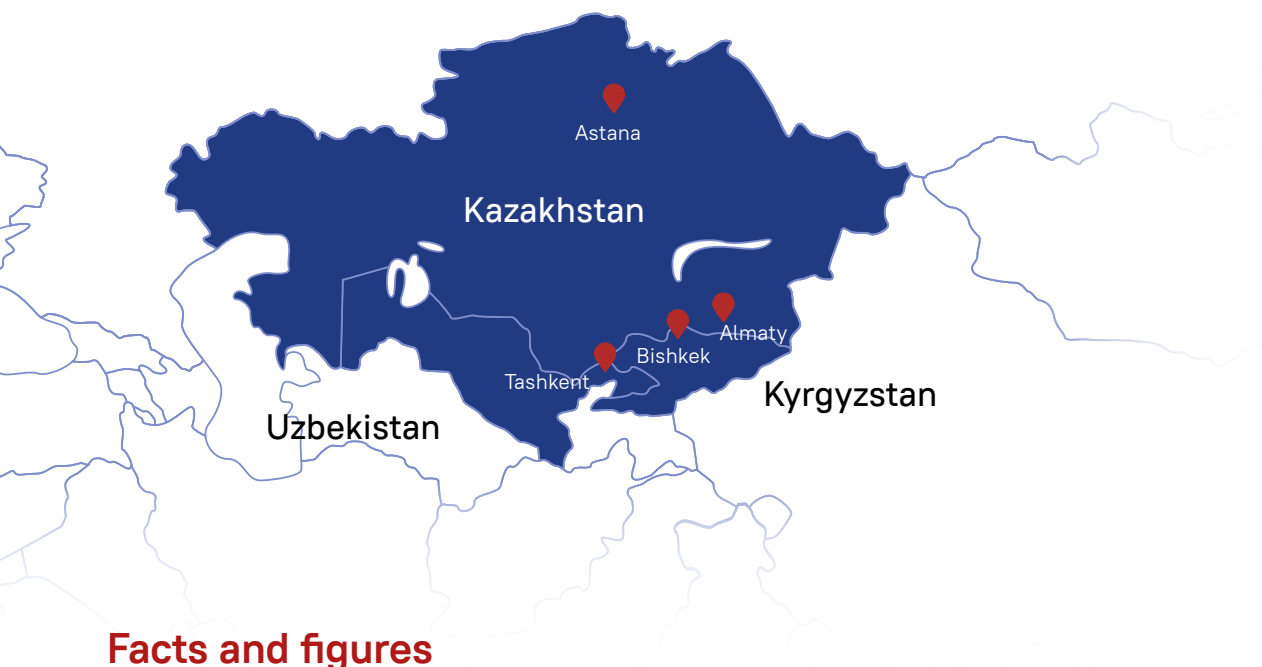 Astana
Kazakhstan
Almaty
Bishkek
Tashkent
Kyrgyzstan
Uzbekistan
Facts and figures